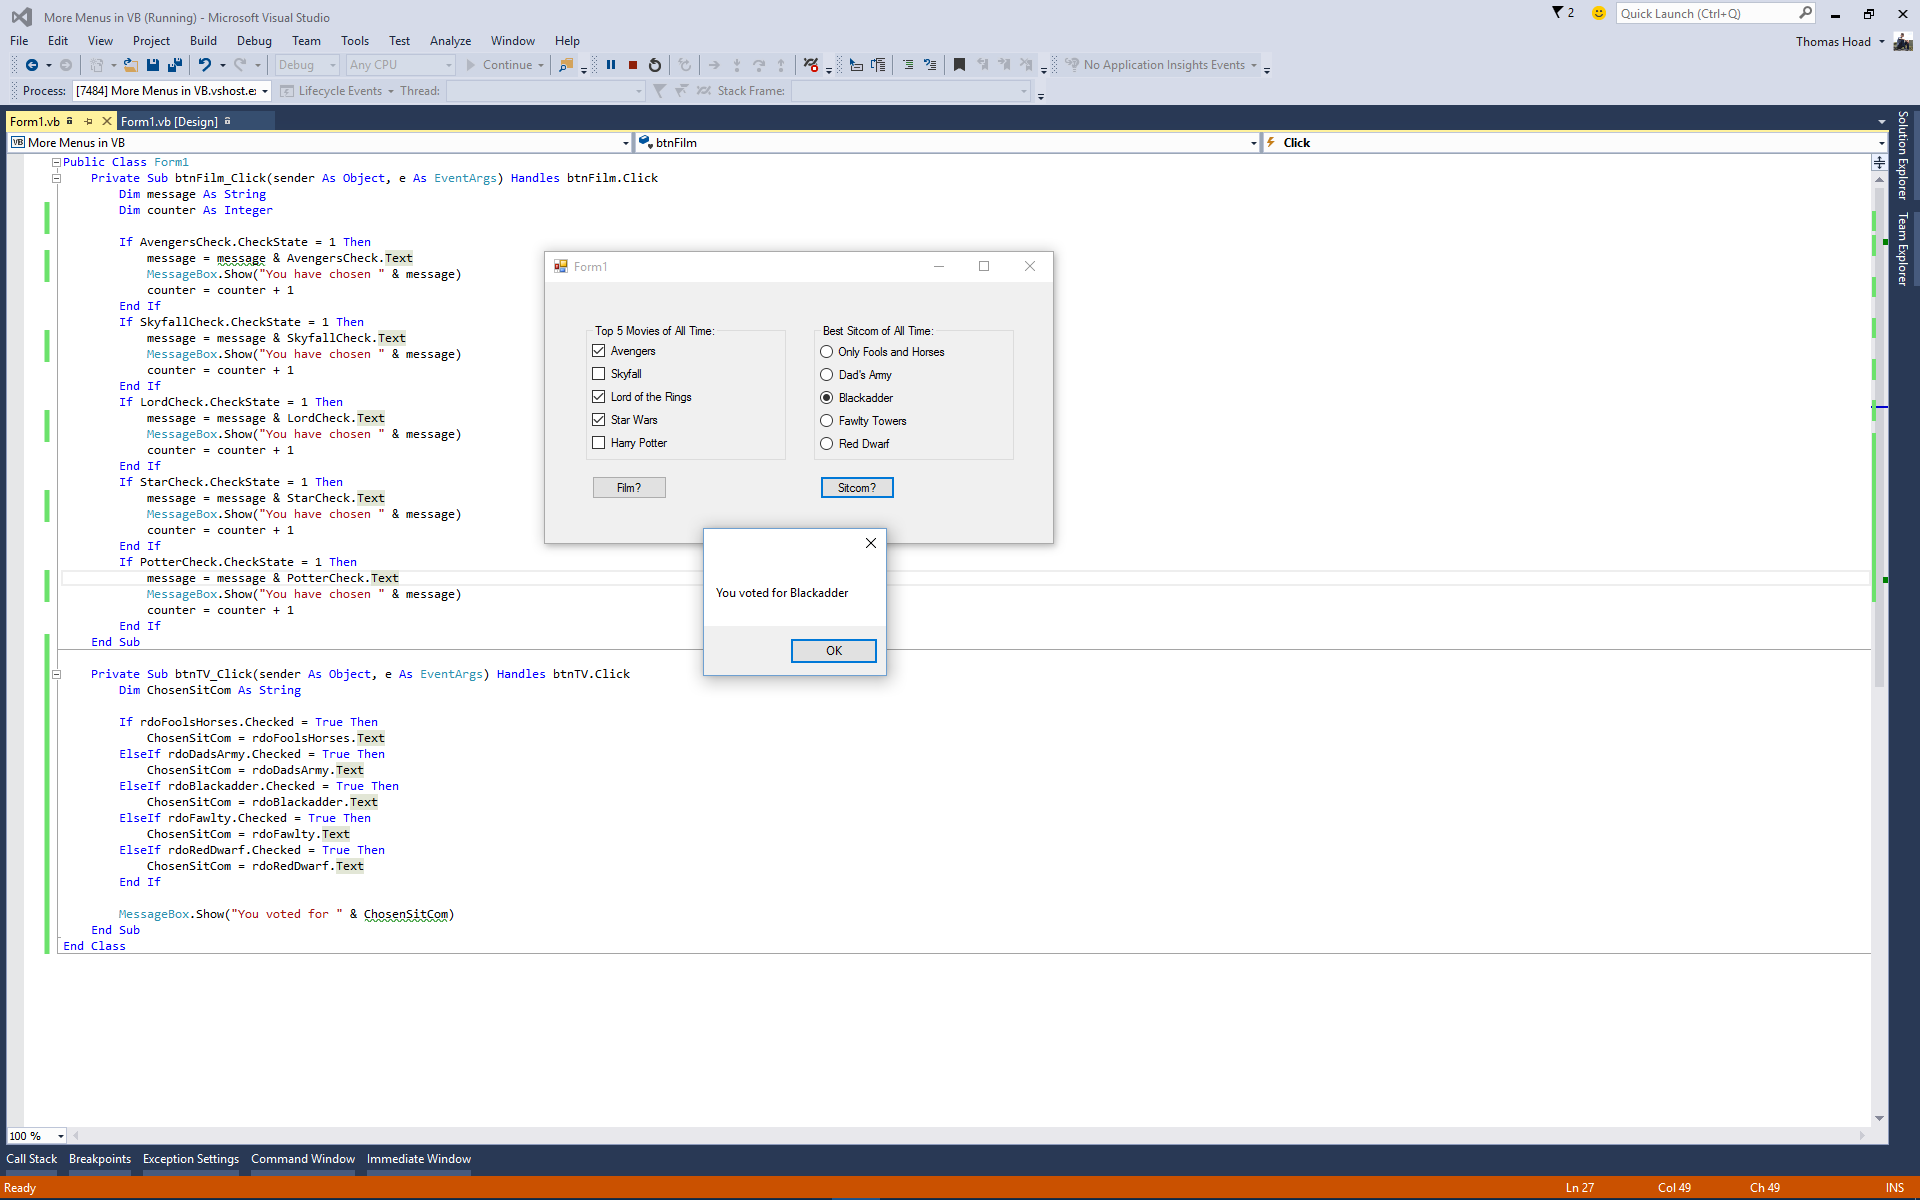 More Menus in VB (Running) - Microsoft Visual Studio
2
Quick Launch (Ctrl+Q)
File Edit View Project Build Debug Team Tools Test Analyze Window Help
Thomas Hoad
Debug Any CPU Continue No Application Insights Events
Process: [7484] More Menus in VB.vshost.e Lifecycle Events Thread: Stack Frame:
Form1.vb Form1.vb [Design]
VB More Menus in VB btnFilm Click
Solution Explorer
Team Explorer
Public Class Form1
Private Sub btnFilm_Click(sender As Object, e As EventArgs) Handles btnFilm.Click
Dim message As String
Dim counter As Integer
If AvengersCheck.CheckState = 1 Then
message = message & AvengersCheck.Text
MessageBox.Show("You have chosen " & message)
counter = counter + 1
End If
If SkyfallCheck.CheckState = 1 Then
message = message & SkyfallCheck.Text
MessageBox.Show("You have chosen " & message)
counter = counter + 1
End If
If LordCheck.CheckState = 1 Then
message = message & LordCheck.Text
MessageBox.Show("You have chosen " & message)
counter = counter + 1
End If
If StarCheck.CheckState = 1 Then
message = message & StarCheck.Text
MessageBox.Show("You have chosen " & message)
counter = counter + 1
End If
If PotterCheck.CheckState = 1 Then
message = message & PotterCheck.Text
MessageBox.Show("You have chosen " & message)
counter = counter + 1
End If
End Sub
Private Sub btnTV_Click(sender As Object, e As EventArgs) Handles btnTV.Click
Dim ChosenSitCom As String
If rdoFoolsHorses.Checked = True Then
ChosenSitCom = rdoFoolsHorses.Text
ElseIf rdoDadsArmy.Checked = True Then
ChosenSitCom = rdoDadsArmy.Text
ElseIf rdoBlackadder.Checked = True Then
ChosenSitCom = rdoBlackadder.Text
ElseIf rdoFawlty.Checked = True Then
ChosenSitCom = rdoFawlty.Text
ElseIf rdoRedDwarf.Checked = True Then
ChosenSitCom = rdoRedDwarf.Text
End If
MessageBox.Show("You voted for " & ChosenSitCom)
End Sub
End Class
Form1
Top 5 Movies of All Time:
Avengers
Skyfall
Lord of the Rings
Star Wars
Harry Potter
Film?
Best Sitcom of All Time:
Only Fools and Horses
Dad's Army
Blackadder
Fawlty Towers
Red Dwarf
Sitcom?
You voted for Blackadder
OK
100 %
Call Stack Breakpoints Exception Settings Command Window Immediate Window
Ready Ln 27 Col 49 Ch 49 INS